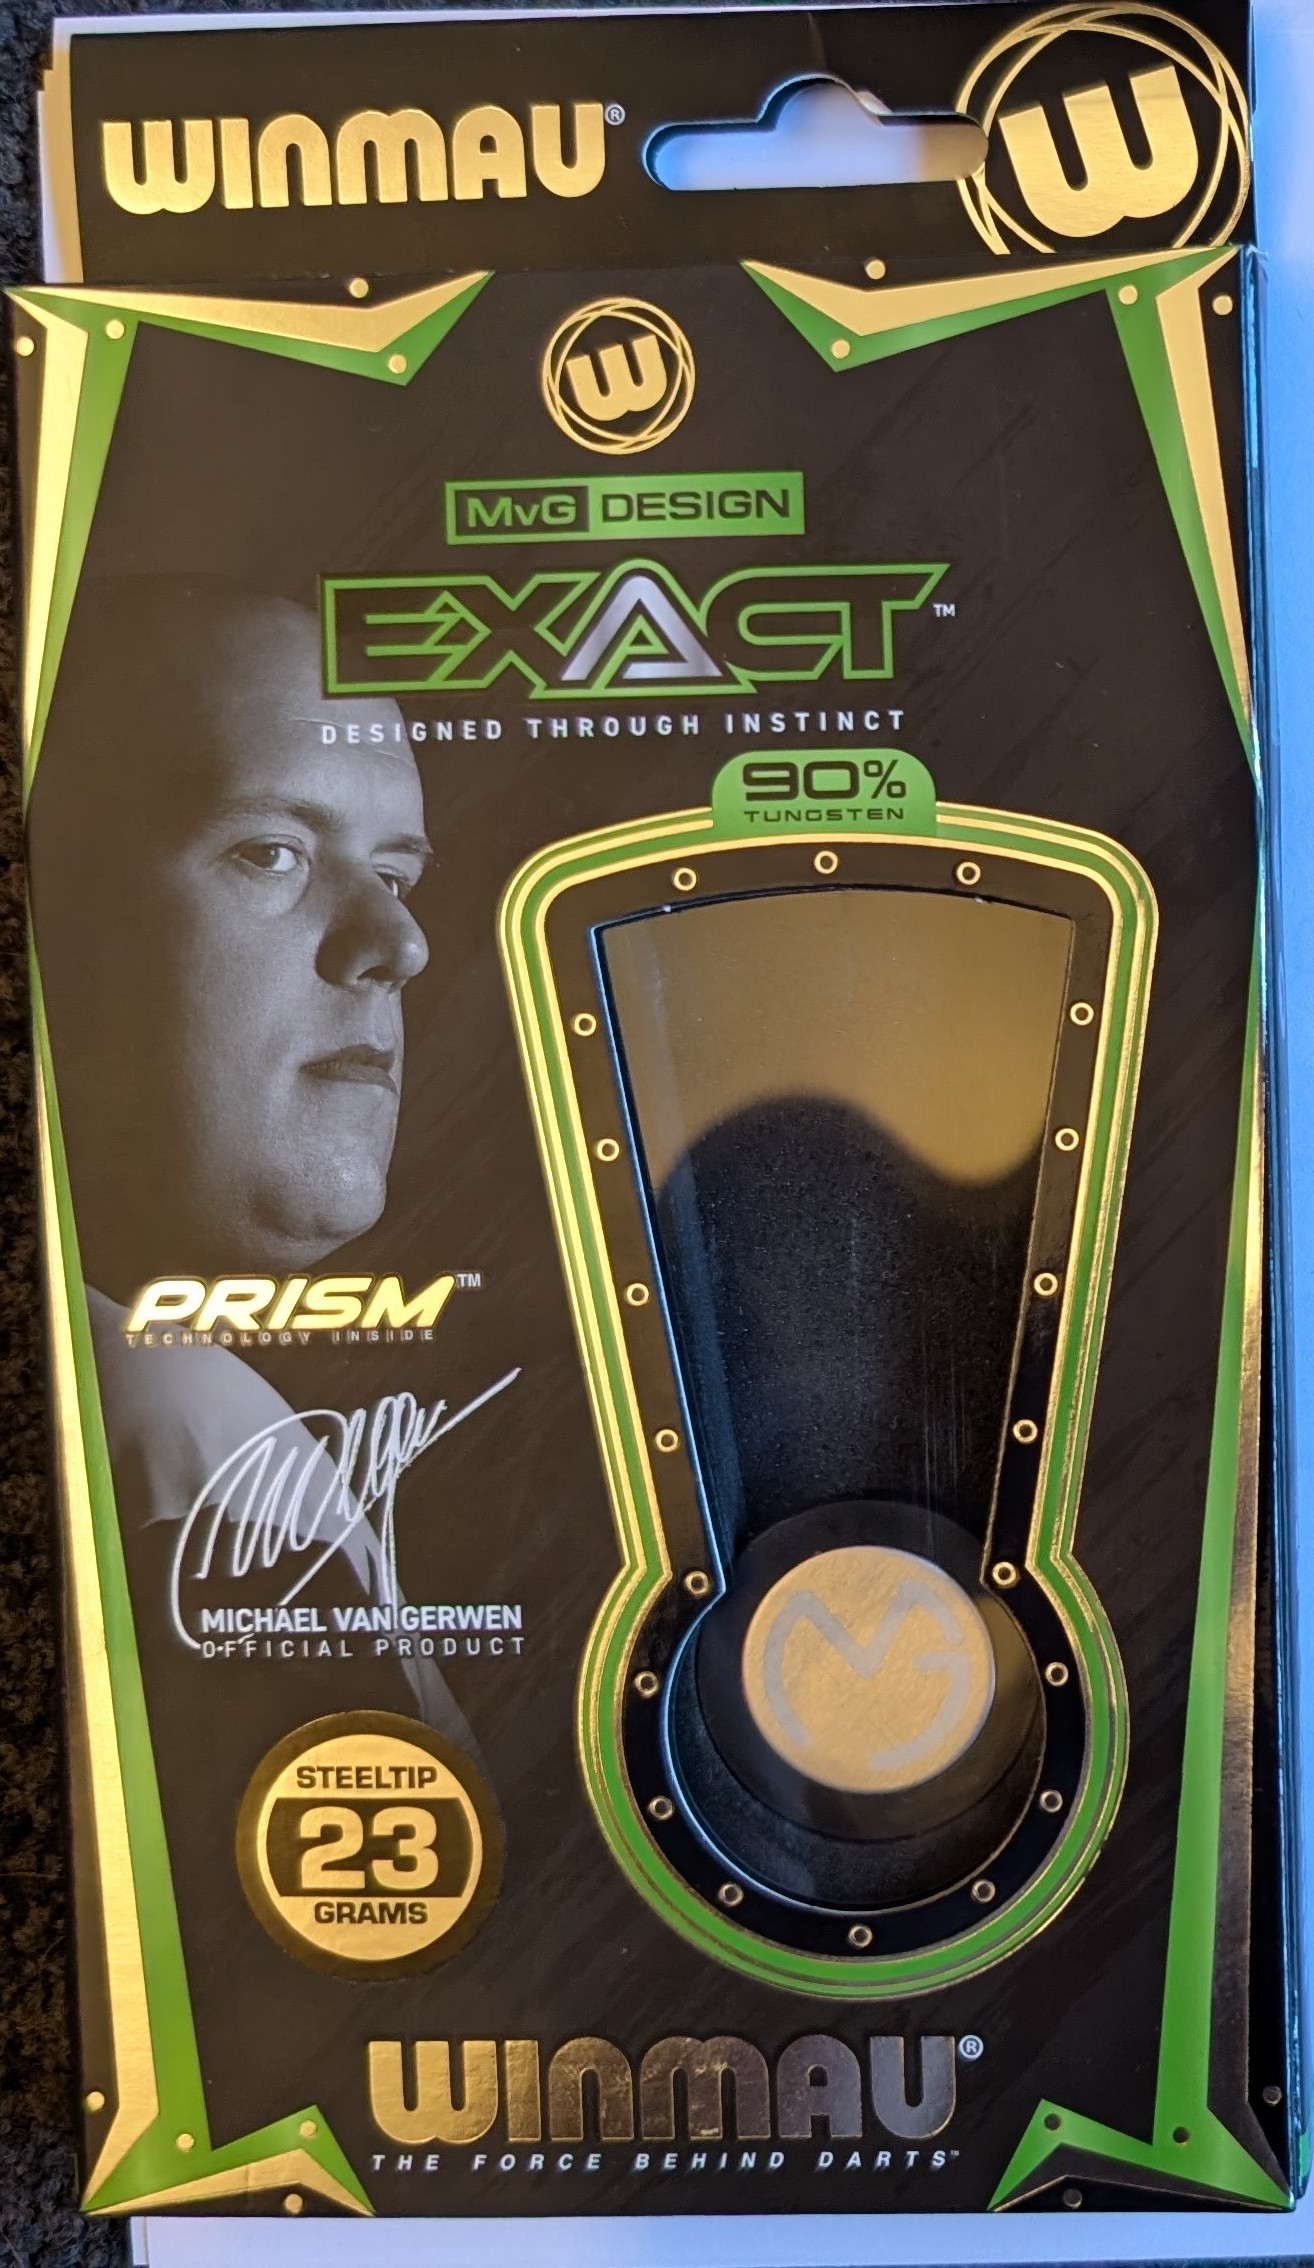 WINMAU®
W
W
MvG DESIGN
EXACT™
DESIGNED THROUGH INSTINCT
90%
TUNGSTEN
PRISM™
TECHNOLOGY INSIDE
MICHAEL VAN GERWEN
OFFICIAL PRODUCT
MG
STEELTIP
23
GRAMS
WINMAU®
THE FORCE BEHIND DARTS™